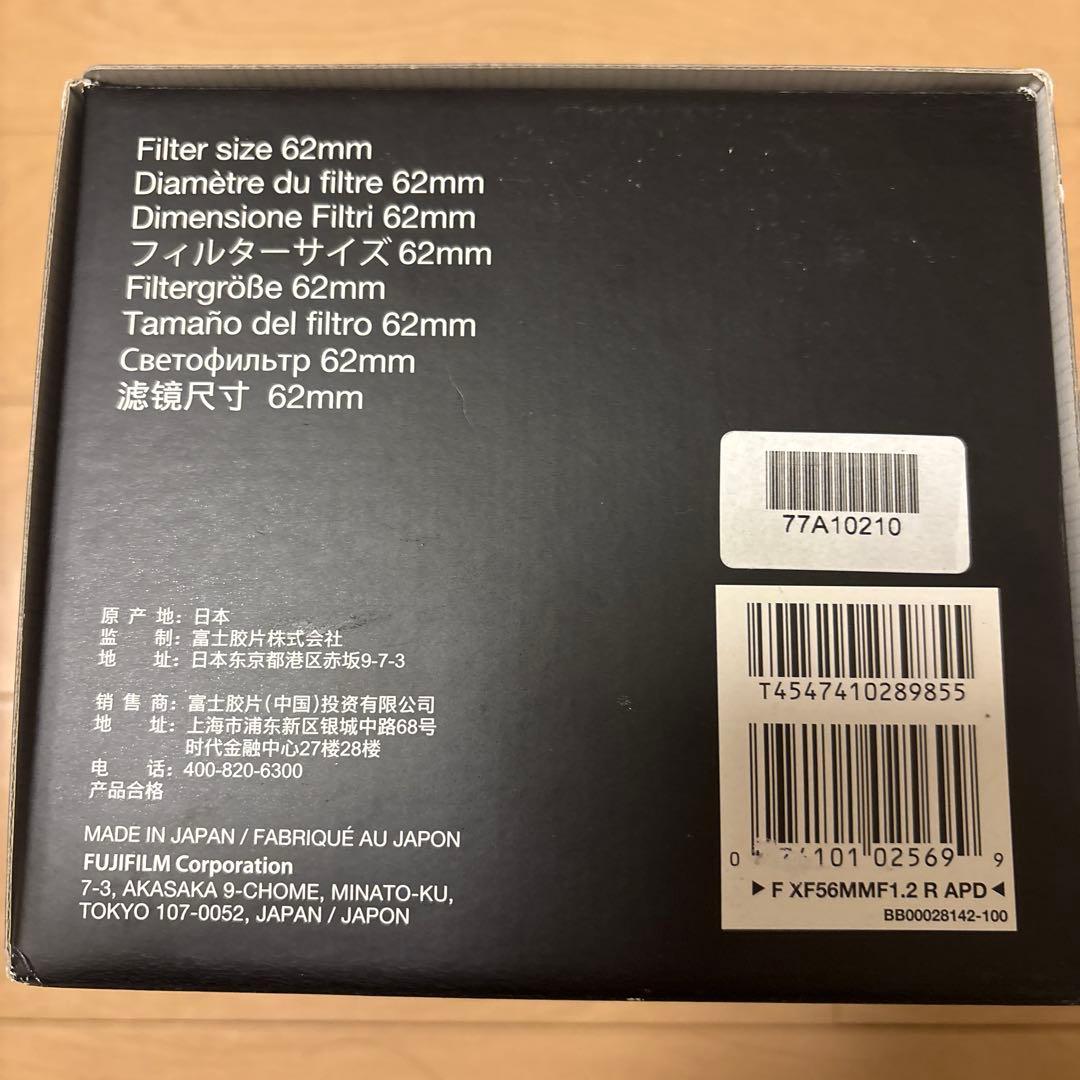 Filter size 62mm
Diamètre du filtre 62mm
Dimensione Filtri 62mm
フィルターサイズ 62mm
Filtergröße 62mm
Tamaño del filtro 62mm
Светофильтр 62mm
滤镜尺寸 62mm
77A10210
T4547410289855
原 产 地: 日本
监 制: 富士胶片株式会社
地 址: 日本东京都港区赤坂9-7-3
销 售 商: 富士胶片(中国)投资有限公司
地 址: 上海市浦东新区银城中路68号
时代金融中心27楼28楼
电 话: 400-820-6300
产品合格
MADE IN JAPAN / FABRIQUÉ AU JAPON
FUJIFILM Corporation
7-3, AKASAKA 9-CHOME, MINATO-KU,
TOKYO 107-0052, JAPAN / JAPON
0 02569 9
▶ F XF56MMF1.2 R APD ◀
BB00028142-100